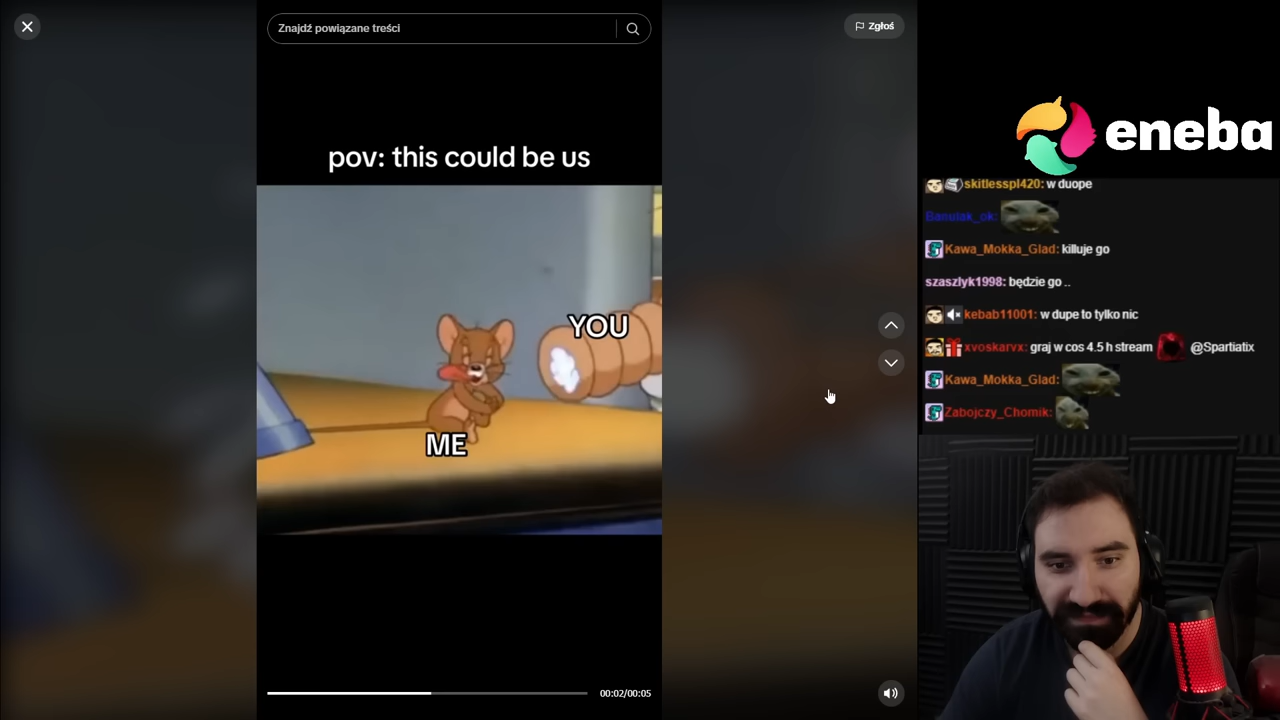 Znajdź powiązane treści
Zgłoś
pov: this could be us
YOU
ME
00:02/00:05
eneba
skitlesspl420: w duope
Banulak_ok:
Kawa_Mokka_Glad: killuje go
szaszlyk1998: będzie go ..
kebab11001: w dupe to tylko nic
xvoskarvx: graj w cos 4.5 h stream @Spartiatix
Kawa_Mokka_Glad:
Zabojczy_Chomik: